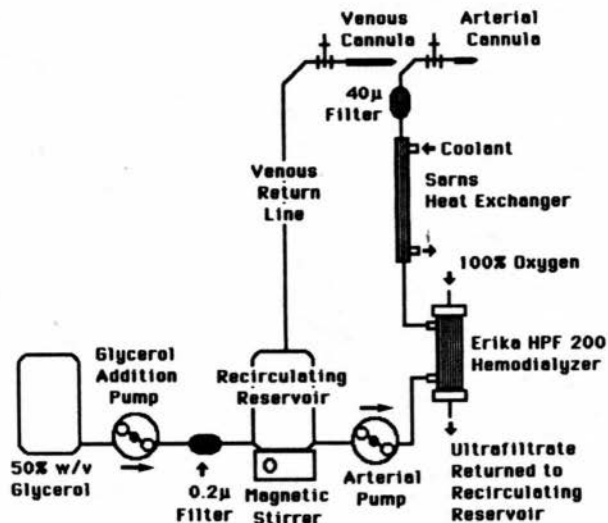 Venous
Cannula
Arterial
Cannula
40μ
Filter
Coolant
Sarns
Heat Exchanger
Venous
Return
Line
100% Oxygen
Erika HPF 200
Hemodialyzer
Glycerol
Addition
Pump
Recirculating
Reservoir
50% w/v
Glycerol
0.2μ
Filter
Magnetic
Stirrer
Arterial
Pump
Ultrafiltrate
Returned to
Recirculating
Reservoir